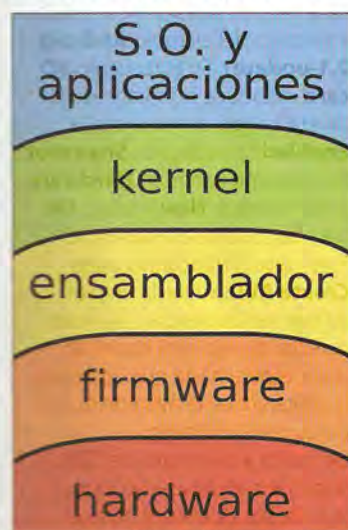 S.O. y
aplicaciones
kernel
ensamblador
firmware
hardware